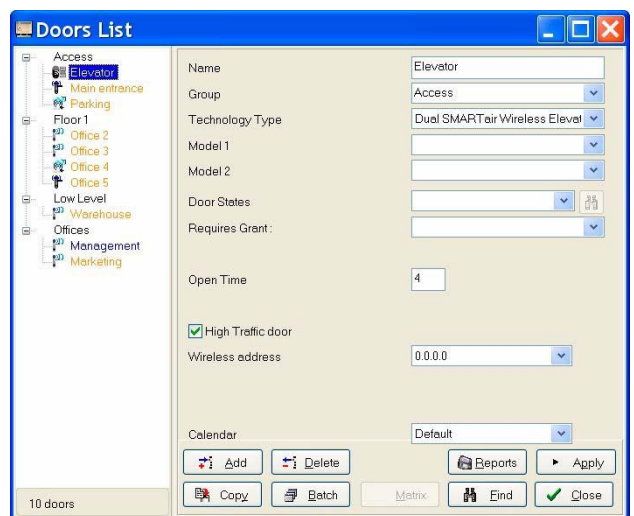 Doors List
Access
Elevator
Main entrance
Parking
Floor 1
Office 2
Office 3
Office 4
Office 5
Low Level
Warehouse
Offices
Management
Marketing
10 doors
Name Elevator
Group Access
Technology Type Dual SMARTair Wireless Elevat
Model 1
Model 2
Door States
Requires Grant :
Open Time 4
High Traffic door
Wireless address 0.0.0.0
Calendar Default
Add Delete Reports Apply
Copy Batch Matrix Find Close